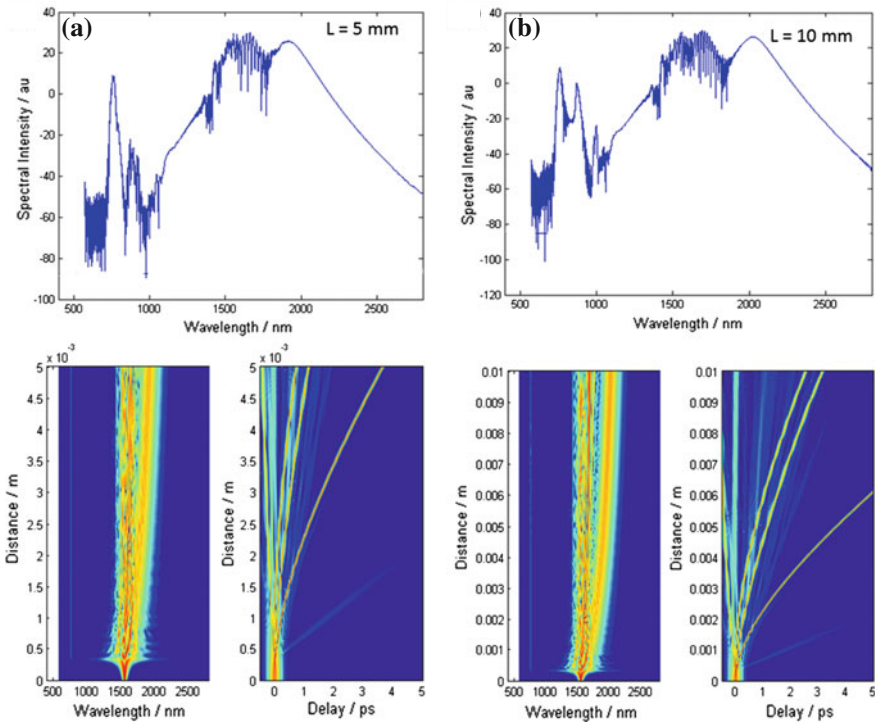 (a) L = 5 mm
40
20
0
-20
-40
-60
-80
-100
Spectral Intensity / au
500 1000 1500 2000 2500
Wavelength / nm
(b) L = 10 mm
40
20
0
-20
-40
-60
-80
-100
-120
Spectral Intensity / au
500 1000 1500 2000 2500
Wavelength / nm
x 10⁻³
5
4.5
4
3.5
3
2.5
2
1.5
1
0.5
0
Distance / m
500 1000 1500 2000 2500
Wavelength / nm
x 10⁻³
5
4.5
4
3.5
3
2.5
2
1.5
1
0.5
0
Distance / m
0 1 2 3 4 5
Delay / ps
0.01
0.009
0.008
0.007
0.006
0.005
0.004
0.003
0.002
0.001
0
Distance / m
500 1000 1500 2000 2500
Wavelength / nm
0.01
0.009
0.008
0.007
0.006
0.005
0.004
0.003
0.002
0.001
0
Distance / m
0 1 2 3 4 5
Delay / ps